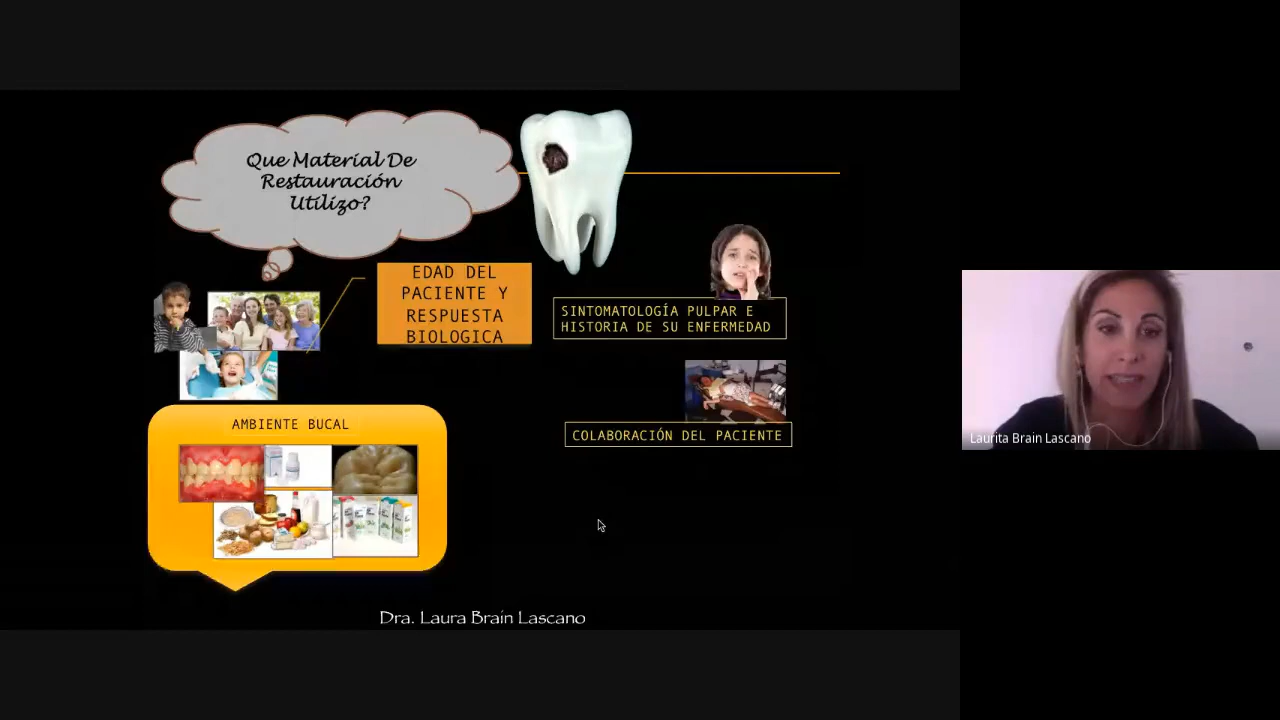 Que Material De
Restauración
Utilizo?
EDAD DEL
PACIENTE Y
RESPUESTA
BIOLOGICA
SINTOMATOLOGÍA PULPAR E
HISTORIA DE SU ENFERMEDAD
COLABORACIÓN DEL PACIENTE
AMBIENTE BUCAL
Dra. Laura Brain Lascano
Laurita Brain Lascano